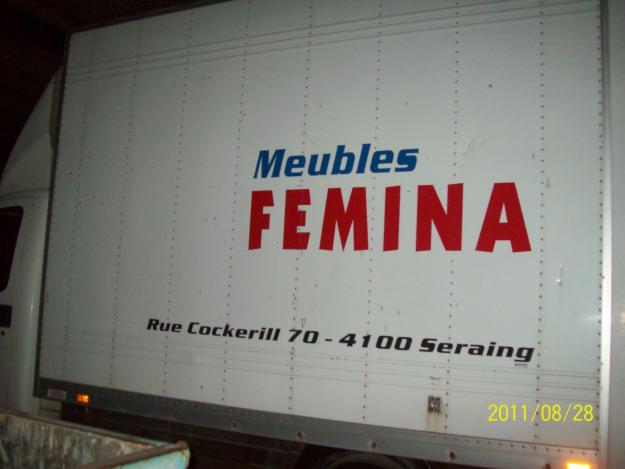 Meubles
FEMINA
Rue Cockerill 70 - 4100 Seraing
2011/08/28